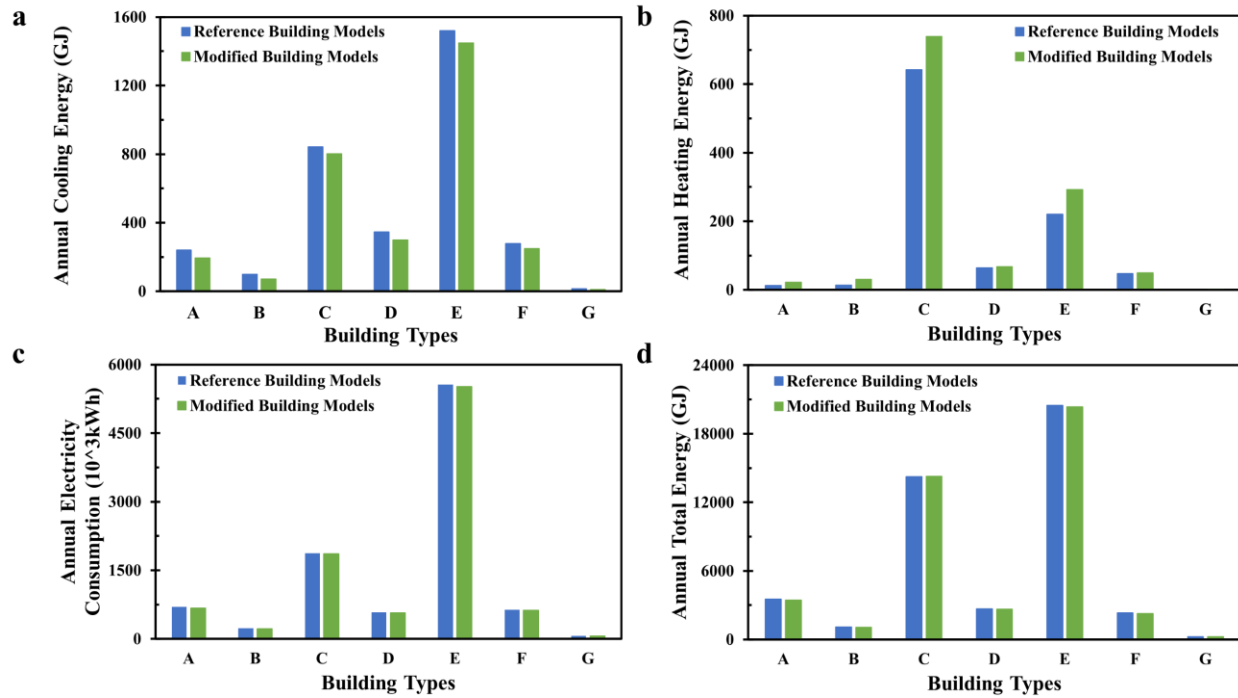 a
Annual Cooling Energy (GJ)
1600
1200
800
400
0
Reference Building Models
Modified Building Models
A B C D E F G
Building Types
b
Annual Heating Energy (GJ)
800
600
400
200
0
Reference Building Models
Modified Building Models
A B C D E F G
Building Types
c
Annual Electricity
Consumption (10^3kWh)
6000
4500
3000
1500
0
Reference Building Models
Modified Building Models
A B C D E F G
Building Types
d
Annual Total Energy (GJ)
24000
18000
12000
6000
0
Reference Building Models
Modified Building Models
A B C D E F G
Building Types